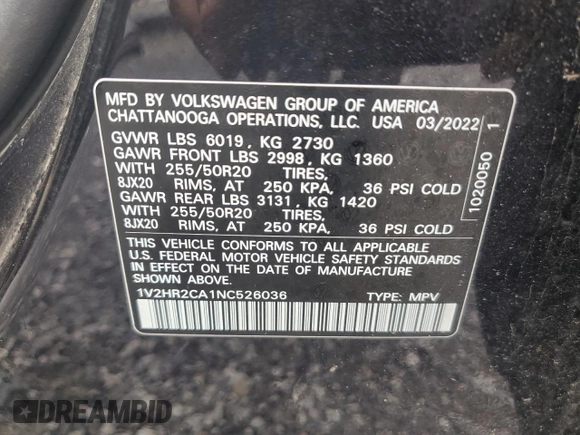 MFD BY VOLKSWAGEN GROUP OF AMERICA
CHATTANOOGA OPERATIONS, LLC. USA 03/2022
GVWR LBS 6019, KG 2730
GAWR FRONT LBS 2998, KG 1360
WITH 255/50R20 TIRES,
8JX20 RIMS, AT 250 KPA, 36 PSI COLD
GAWR REAR LBS 3131, KG 1420
WITH 255/50R20 TIRES,
8JX20 RIMS, AT 250 KPA, 36 PSI COLD
THIS VEHICLE CONFORMS TO ALL APPLICABLE
U.S. FEDERAL MOTOR VEHICLE SAFETY STANDARDS
IN EFFECT ON THE DATE OF MANUFACTURE
SHOWN ABOVE.
1V2HR2CA1NC526036 TYPE: MPV
1020050 1
DREAMBID